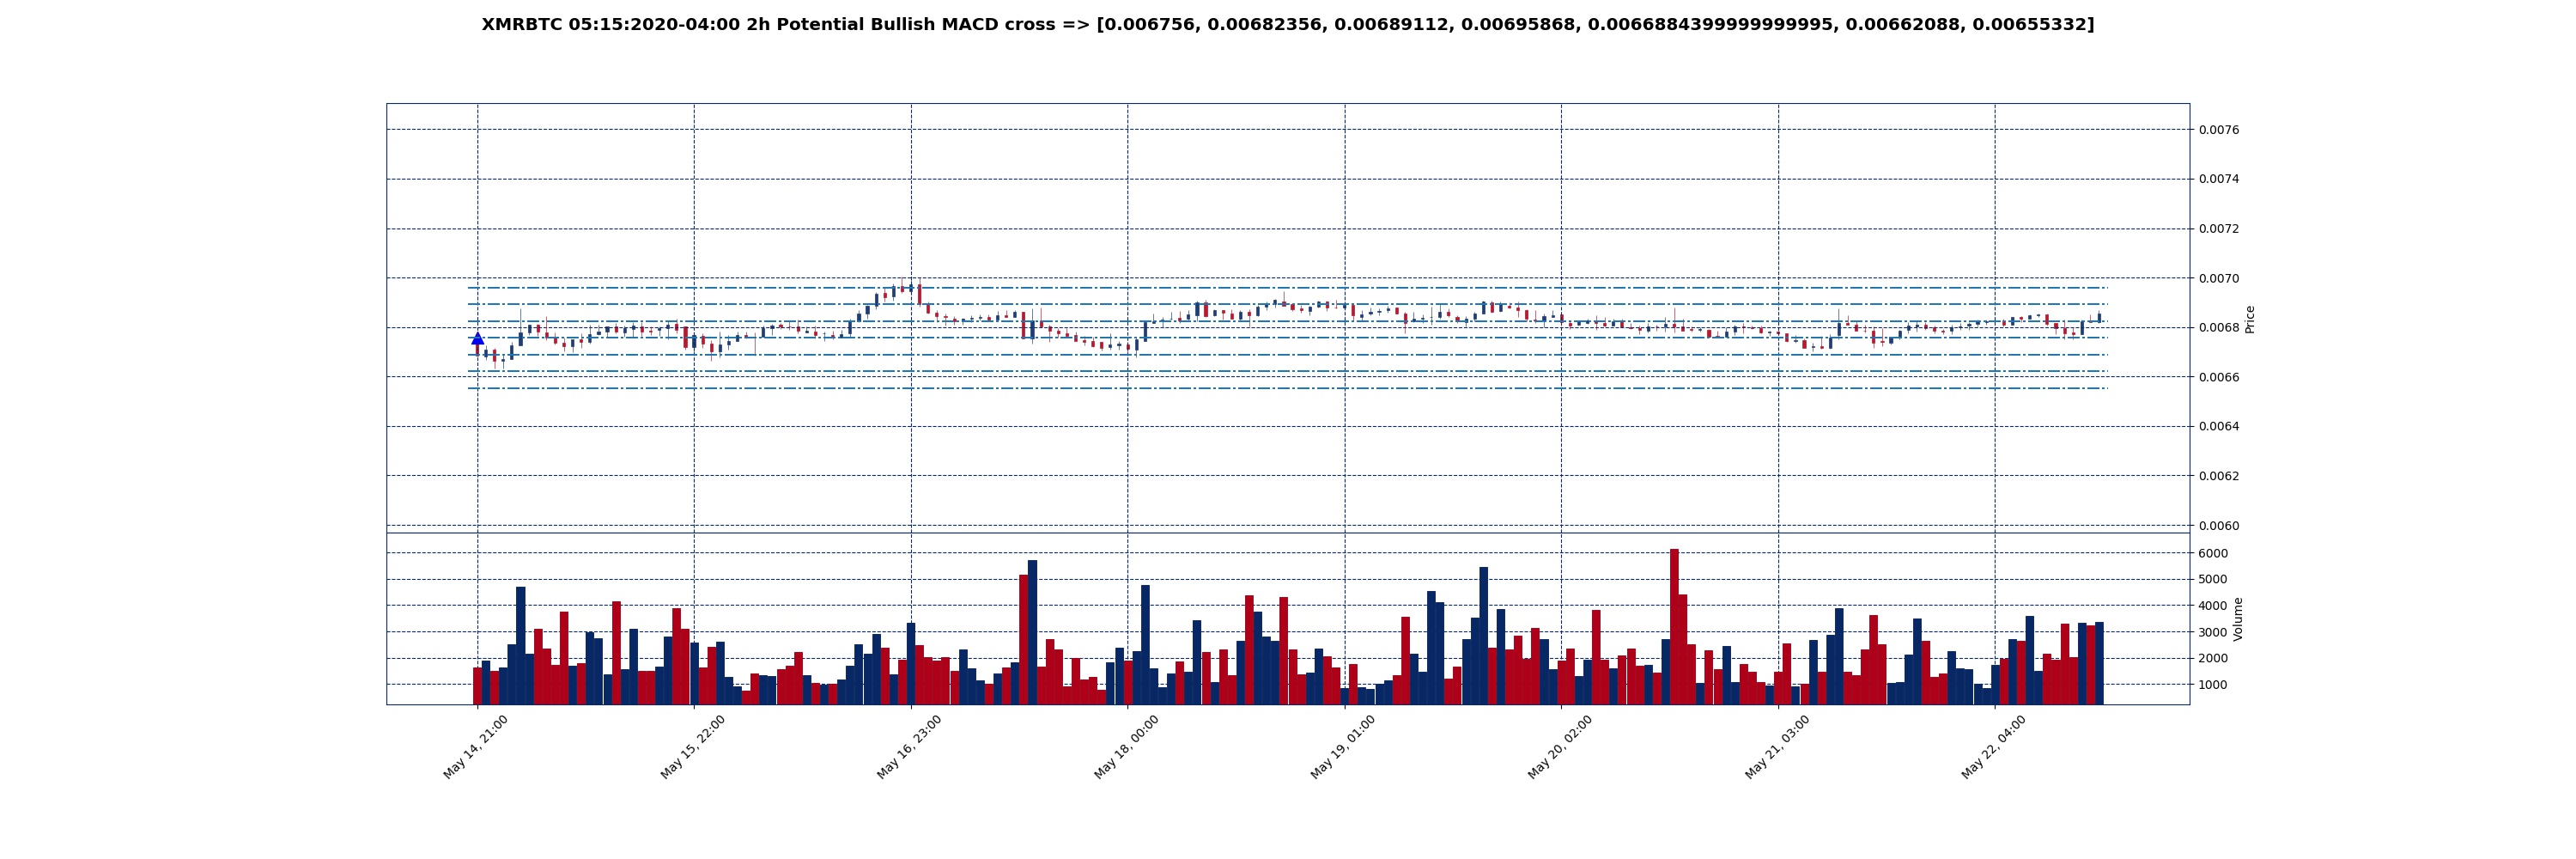 XMRBTC 05:15:2020-04:00 2h Potential Bullish MACD cross => [0.006756, 0.00682356, 0.00689112, 0.00695868, 0.0066884399999999995, 0.00662088, 0.00655332]
0.0076
0.0074
0.0072
0.0070
0.0068
0.0066
0.0064
0.0062
0.0060
Price
6000
5000
4000
3000
2000
1000
Volume
May 14, 21:00
May 15, 22:00
May 16, 23:00
May 18, 00:00
May 19, 01:00
May 20, 02:00
May 21, 03:00
May 22, 04:00